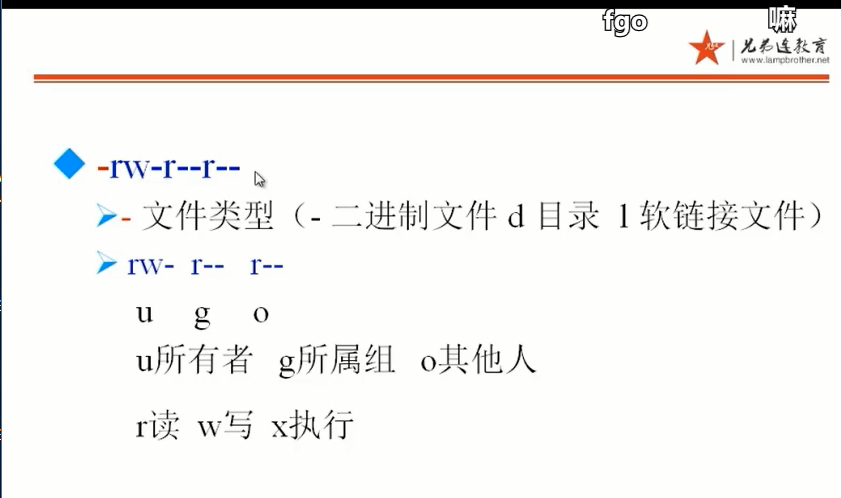 fgo 嘛
兄弟连教育
www.lampbrother.net
-rw-r--r--
- 文件类型（- 二进制文件 d 目录 l 软链接文件）
rw- r-- r--
u g o
u所有者 g所属组 o其他人
r读 w写 x执行